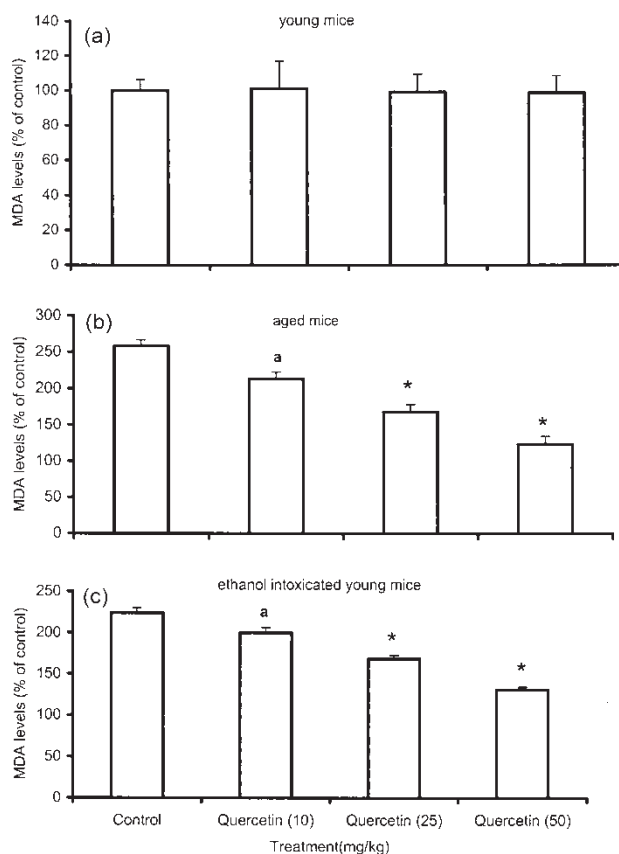 (a)
young mice
MDA levels (% of control)
140
120
100
80
60
40
20
0
(b)
aged mice
MDA levels (% of control)
300
250
200
150
100
50
0
a
*
*
(c)
ethanol intoxicated young mice
MDA levels (% of control)
250
200
150
100
50
0
a
*
*
Control Quercetin (10) Quercetin (25) Quercetin (50)
Treatment(mg/kg)